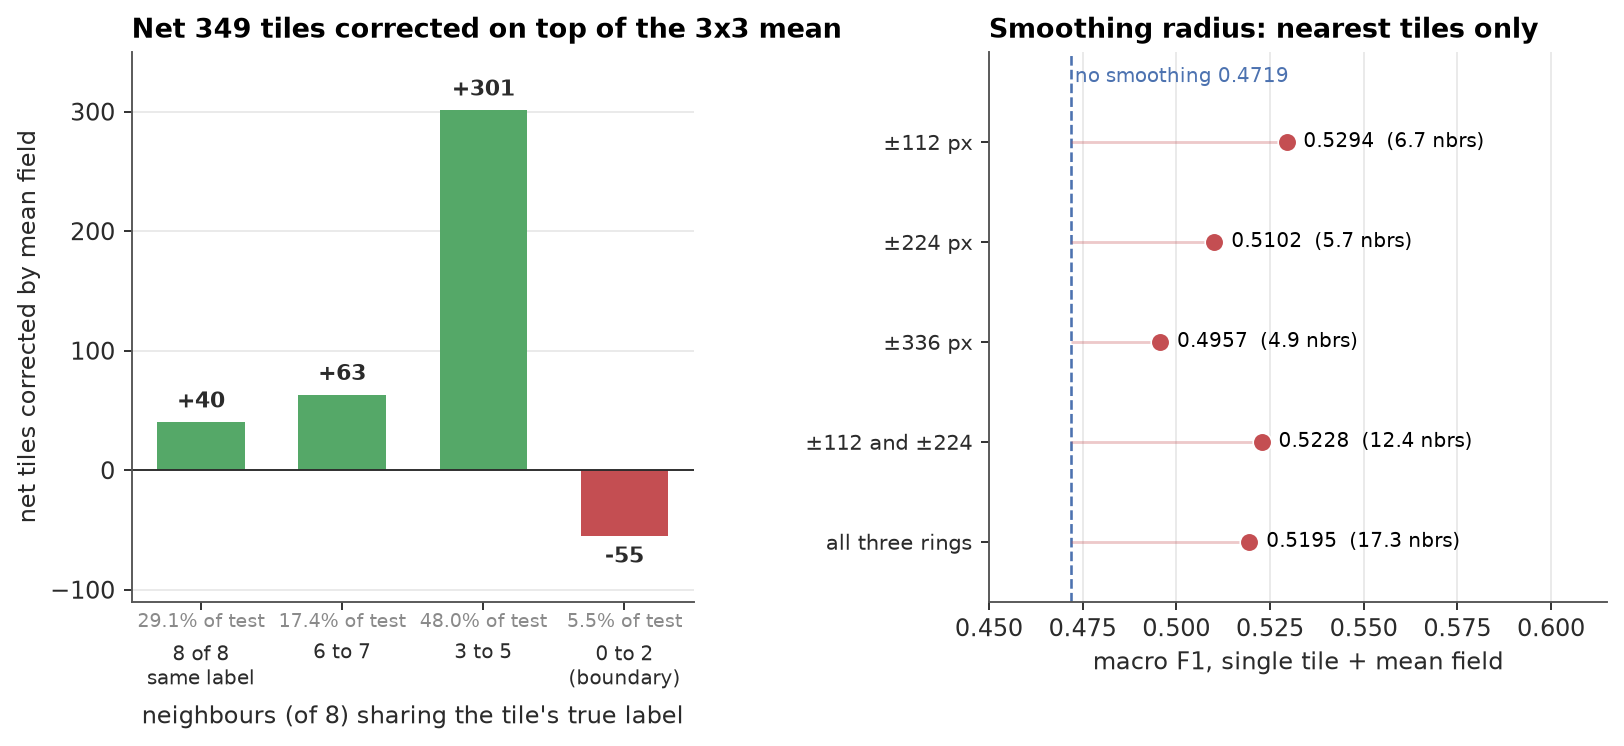 Net 349 tiles corrected on top of the 3x3 mean
net tiles corrected by mean field
300
200
100
0
−100
+40
+63
+301
-55
29.1% of test
17.4% of test
48.0% of test
5.5% of test
8 of 8
same label
6 to 7
3 to 5
0 to 2
(boundary)
neighbours (of 8) sharing the tile's true label
Smoothing radius: nearest tiles only
no smoothing 0.4719
±112 px
0.5294 (6.7 nbrs)
±224 px
0.5102 (5.7 nbrs)
±336 px
0.4957 (4.9 nbrs)
±112 and ±224
0.5228 (12.4 nbrs)
all three rings
0.5195 (17.3 nbrs)
0.450
0.475
0.500
0.525
0.550
0.575
0.600
macro F1, single tile + mean field